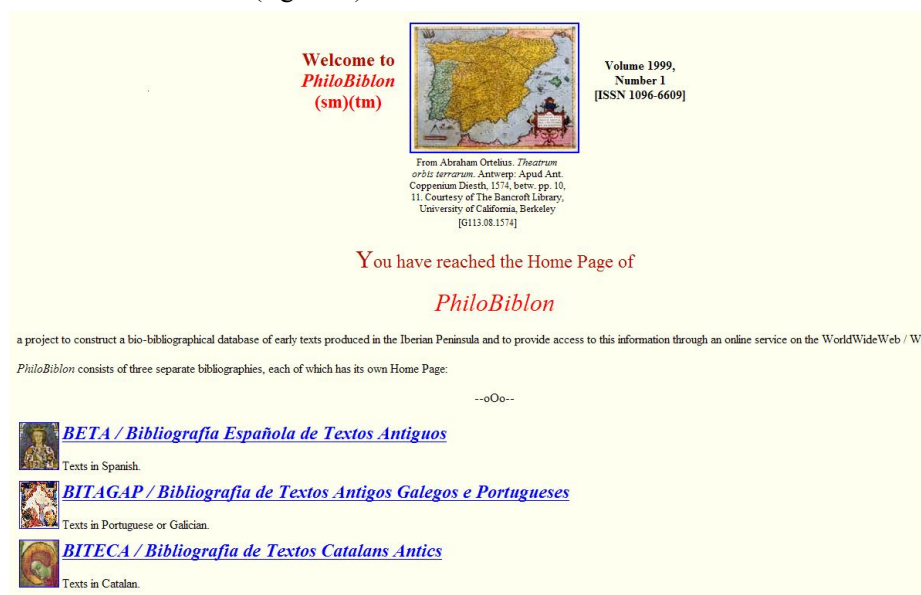 Welcome to
PhiloBiblon
(sm)(tm)
Volume 1999,
Number 1
[ISSN 1096-6609]
From Abraham Ortelius. Theatrum
orbis terrarum. Antwerp: Apud Ant.
Coppenium Diesth, 1574, betw. pp. 10,
11. Courtesy of The Bancroft Library,
University of California, Berkeley
[G113.08.1574]
You have reached the Home Page of
PhiloBiblon
a project to construct a bio-bibliographical database of early texts produced in the Iberian Peninsula and to provide access to this information through an online service on the WorldWideWeb / W
PhiloBiblon consists of three separate bibliographies, each of which has its own Home Page:
--oOo--
BETA / Bibliografía Española de Textos Antiguos
Texts in Spanish.
BITAGAP / Bibliografia de Textos Antigos Galegos e Portugueses
Texts in Portuguese or Galician.
BITECA / Bibliografia de Textos Catalans Antics
Texts in Catalan.